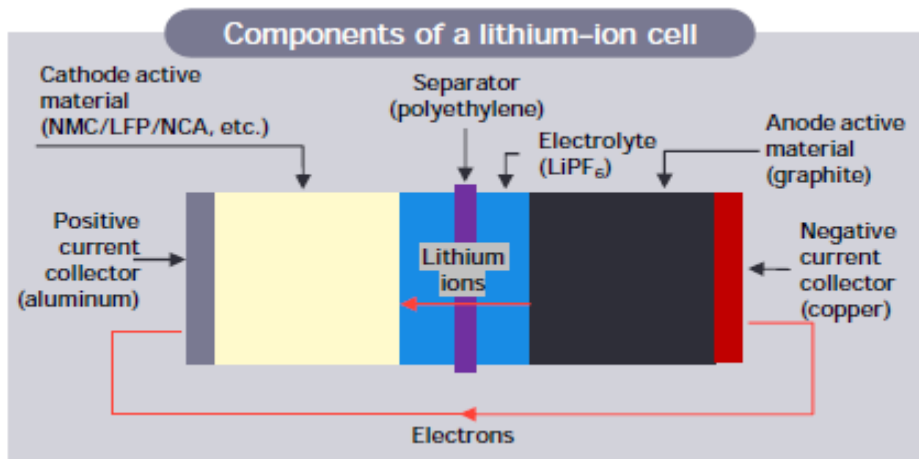 Components of a lithium–ion cell
Cathode active
material
(NMC/LFP/NCA, etc.)
Separator
(polyethylene)
Electrolyte
(LiPF₆)
Anode active
material
(graphite)
Positive
current
collector
(aluminum)
Lithium
ions
Negative
current
collector
(copper)
Electrons